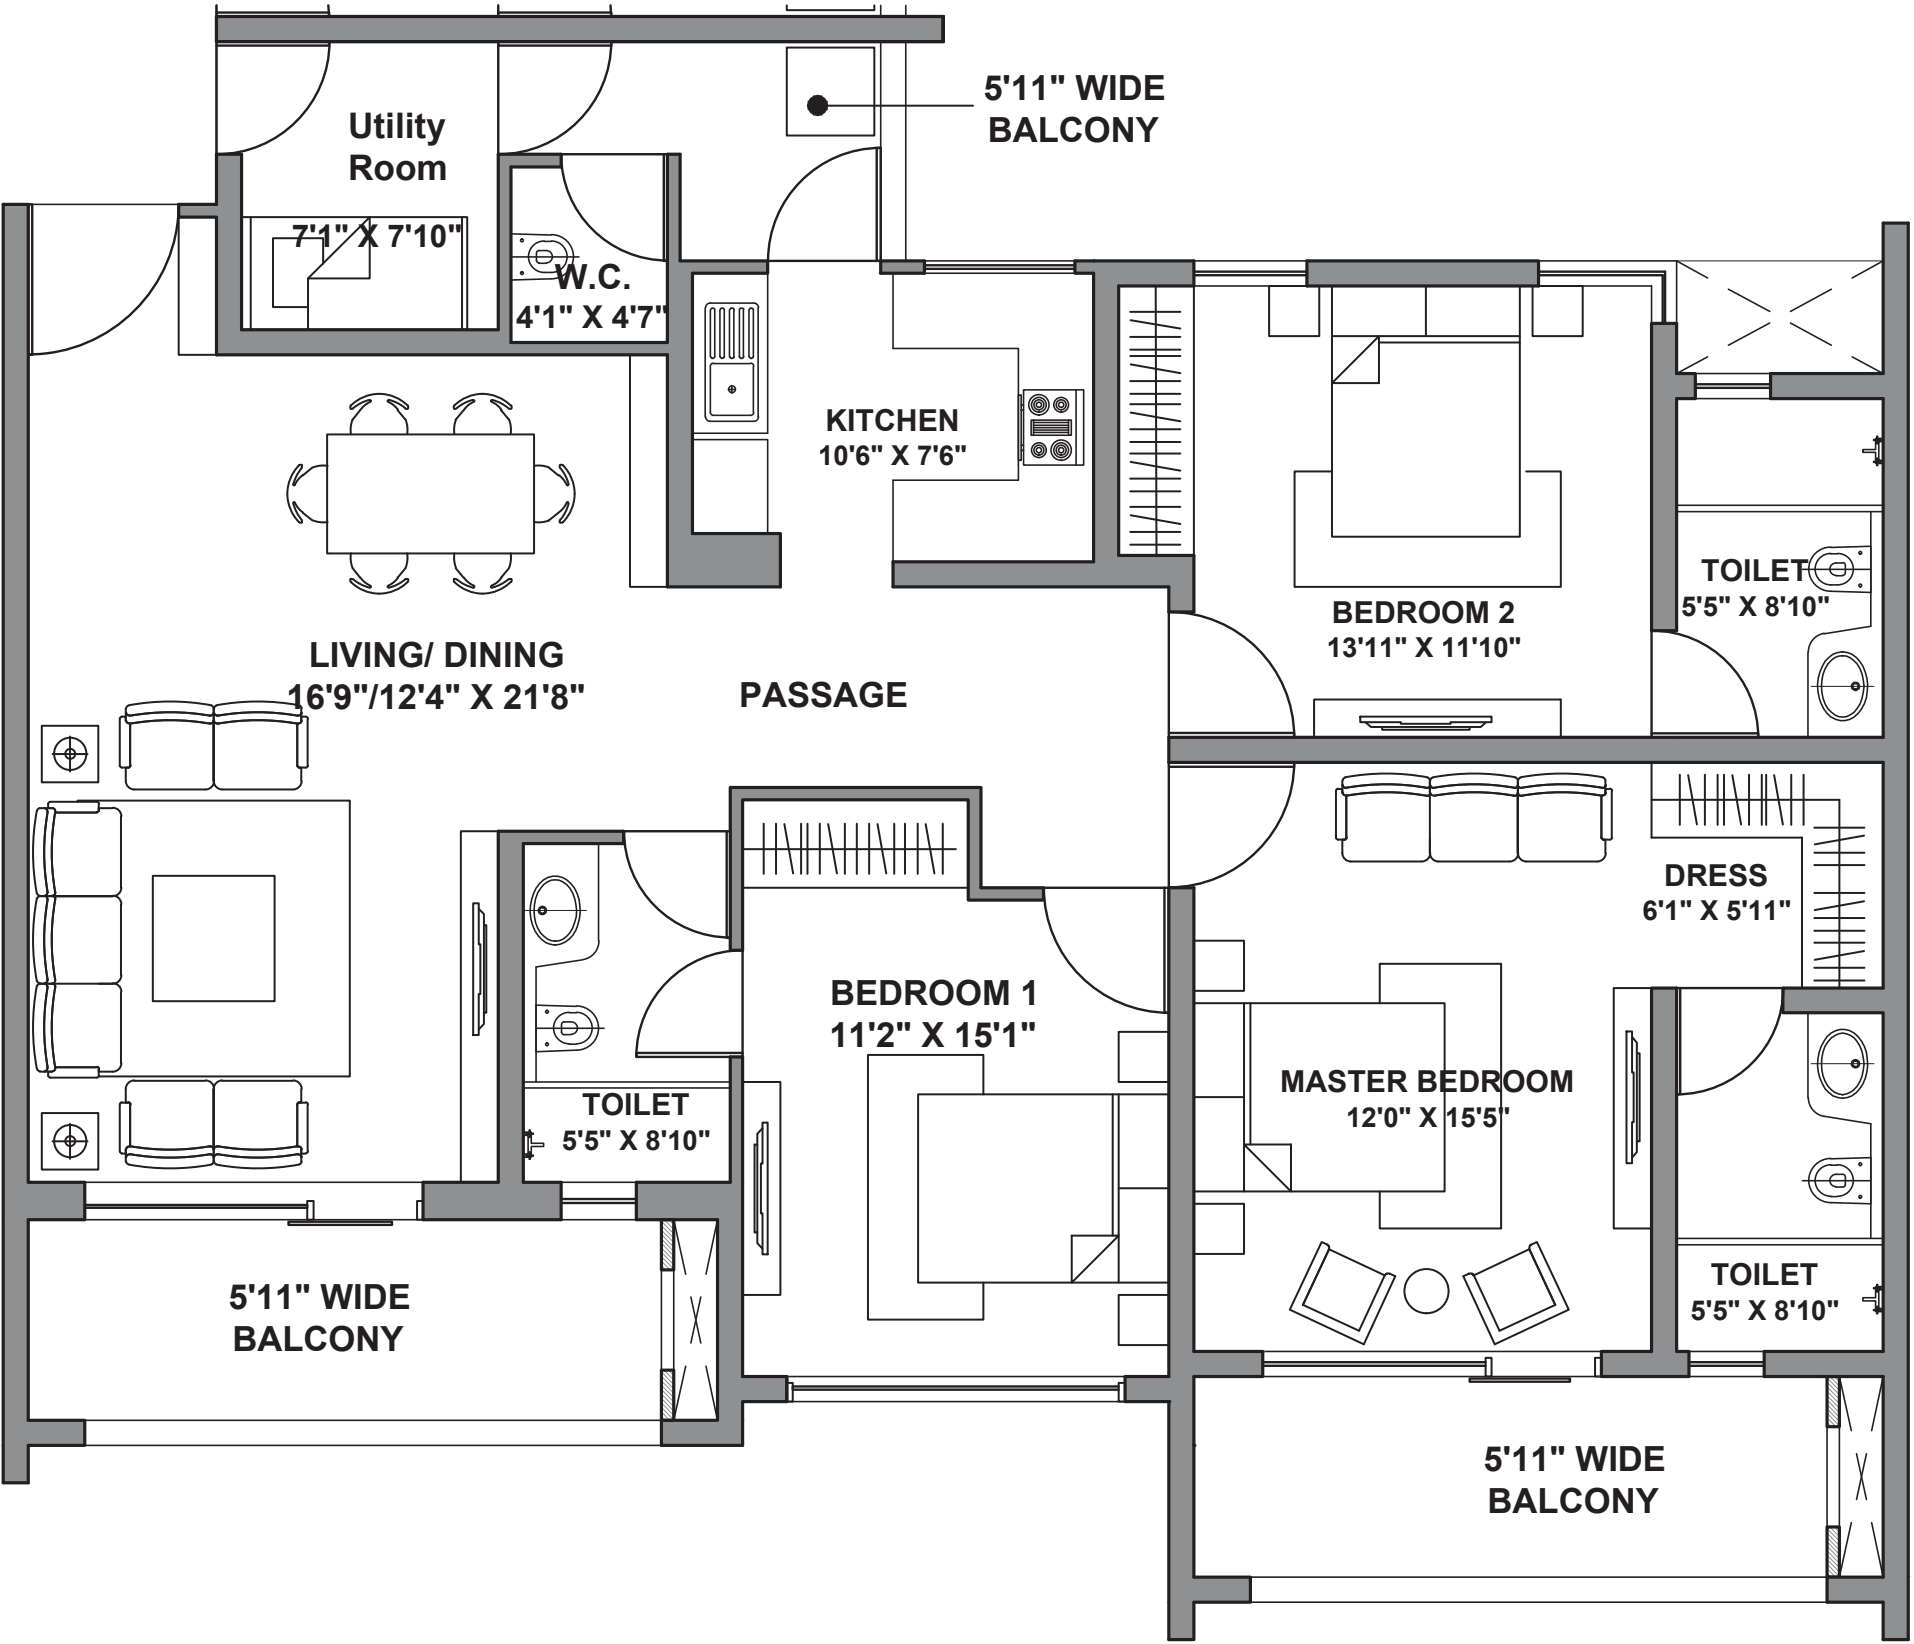 5'11" WIDE
BALCONY
Utility
Room
7'1" X 7'10"
W.C.
4'1" X 4'7"
KITCHEN
10'6" X 7'6"
TOILET
5'5" X 8'10"
BEDROOM 2
13'11" X 11'10"
LIVING/ DINING
16'9"/12'4" X 21'8"
PASSAGE
DRESS
6'1" X 5'11"
BEDROOM 1
11'2" X 15'1"
MASTER BEDROOM
12'0" X 15'5"
TOILET
5'5" X 8'10"
TOILET
5'5" X 8'10"
5'11" WIDE
BALCONY
5'11" WIDE
BALCONY